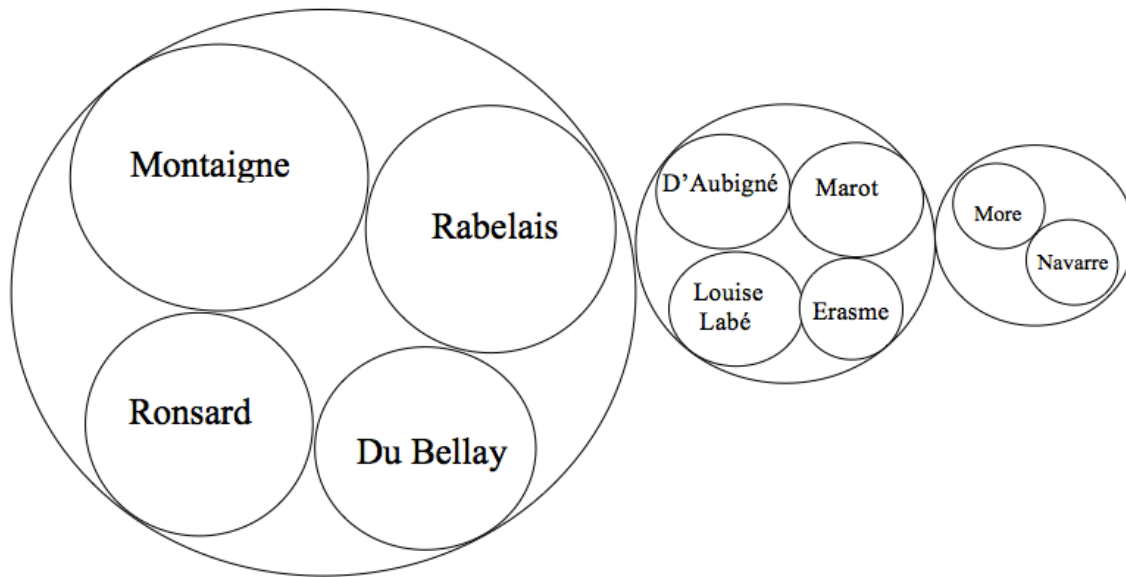 Montaigne
Rabelais
Ronsard
Du Bellay
D’Aubigné
Marot
Louise
Labé
Erasme
More
Navarre